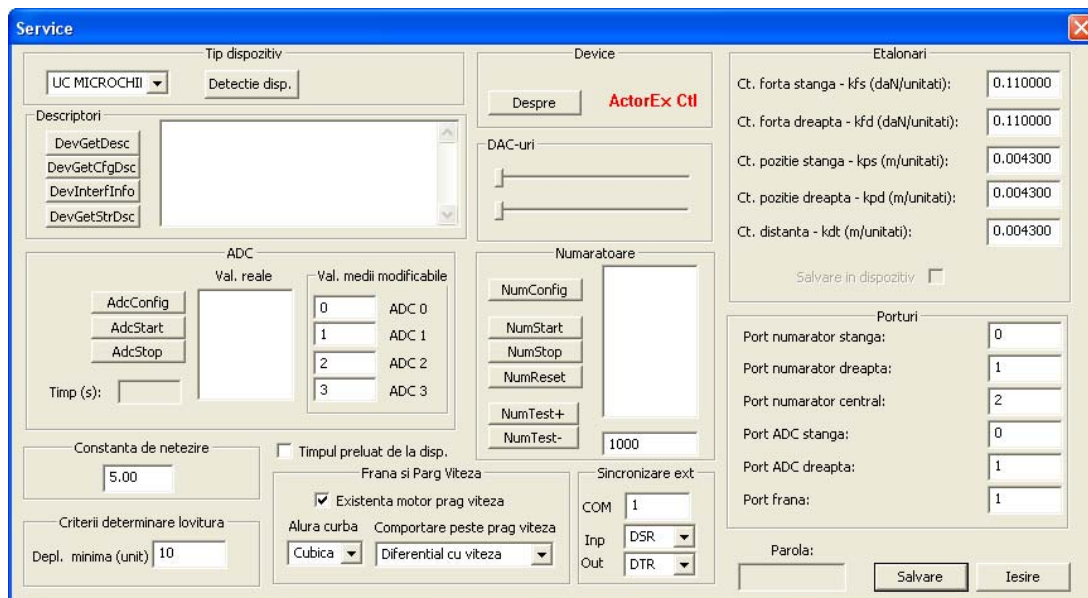 Service
Tip dispozitiv
UC MICROCHII
Detectie disp.
Descriptori
DevGetDesc
DevGetCfgDsc
DevInterfInfo
DevGetStrDsc
Device
Despre
ActorEx Ctl
DAC-uri
Etalonari
Ct. forta stanga - kfs (daN/unitati): 0.110000
Ct. forta dreapta - kfd (daN/unitati): 0.110000
Ct. pozitie stanga - kps (m/unitati): 0.004300
Ct. pozitie dreapta - kpd (m/unitati): 0.004300
Ct. distanta - kdt (m/unitati): 0.004300
Salvare in dispozitiv
ADC
Val. reale
Val. medii modificabile
AdcConfig
AdcStart
AdcStop
Timp (s):
0 ADC 0
1 ADC 1
2 ADC 2
3 ADC 3
Numaratoare
NumConfig
NumStart
NumStop
NumReset
NumTest+
NumTest-
1000
Porturi
Port numarator stanga: 0
Port numarator dreapta: 1
Port numarator central: 2
Port ADC stanga: 0
Port ADC dreapta: 1
Port frana: 1
Constanta de netezire
5.00
Timpul preluat de la disp.
Criterii determinare lovitura
Depl. minima (unit) 10
Frana si Parg Viteza
Existenta motor prag viteza
Alura curba
Comportare peste prag viteza
Cubica
Diferential cu viteza
Sincronizare ext
COM 1
Inp DSR
Out DTR
Parola:
Salvare
Iesire